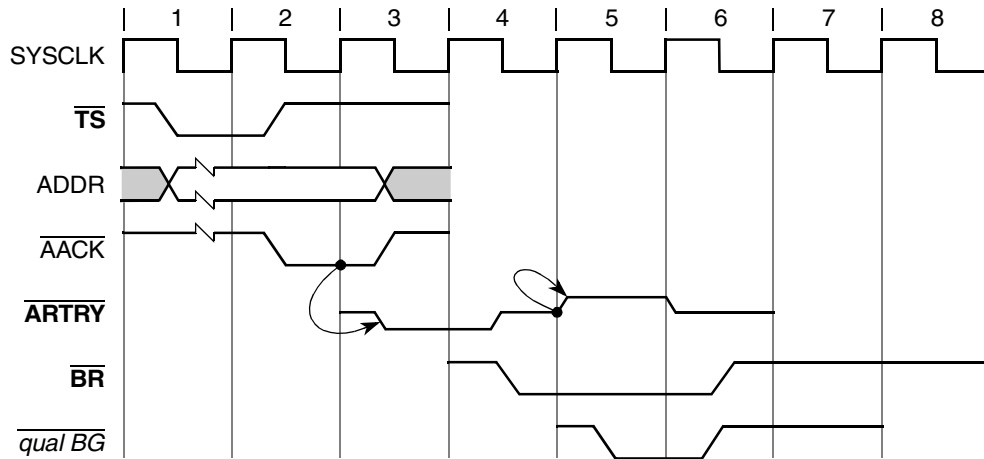 1 2 3 4 5 6 7 8
SYSCLK
TS
ADDR
AACK
ARTRY
BR
qual BG